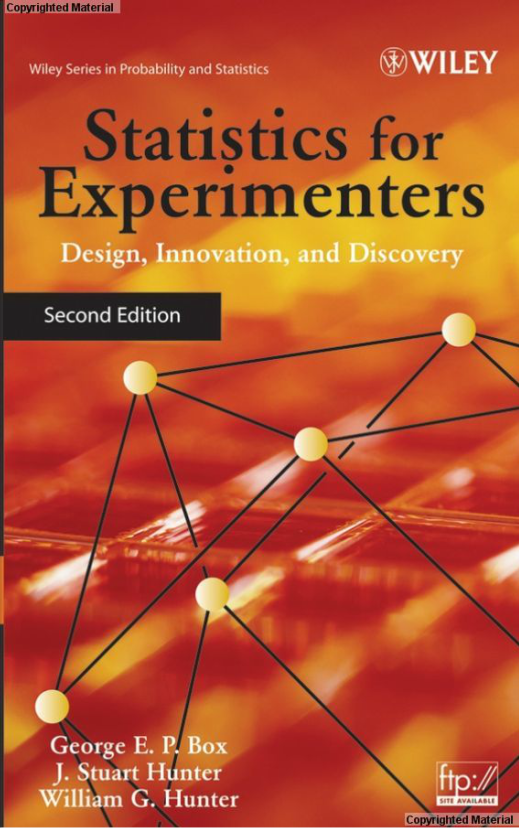 Copyrighted Material
Wiley Series in Probability and Statistics
WILEY
Statistics for
Experimenters
Design, Innovation, and Discovery
Second Edition
George E. P. Box
J. Stuart Hunter
William G. Hunter
ftp://
SITE AVAILABLE
Copyrighted Material